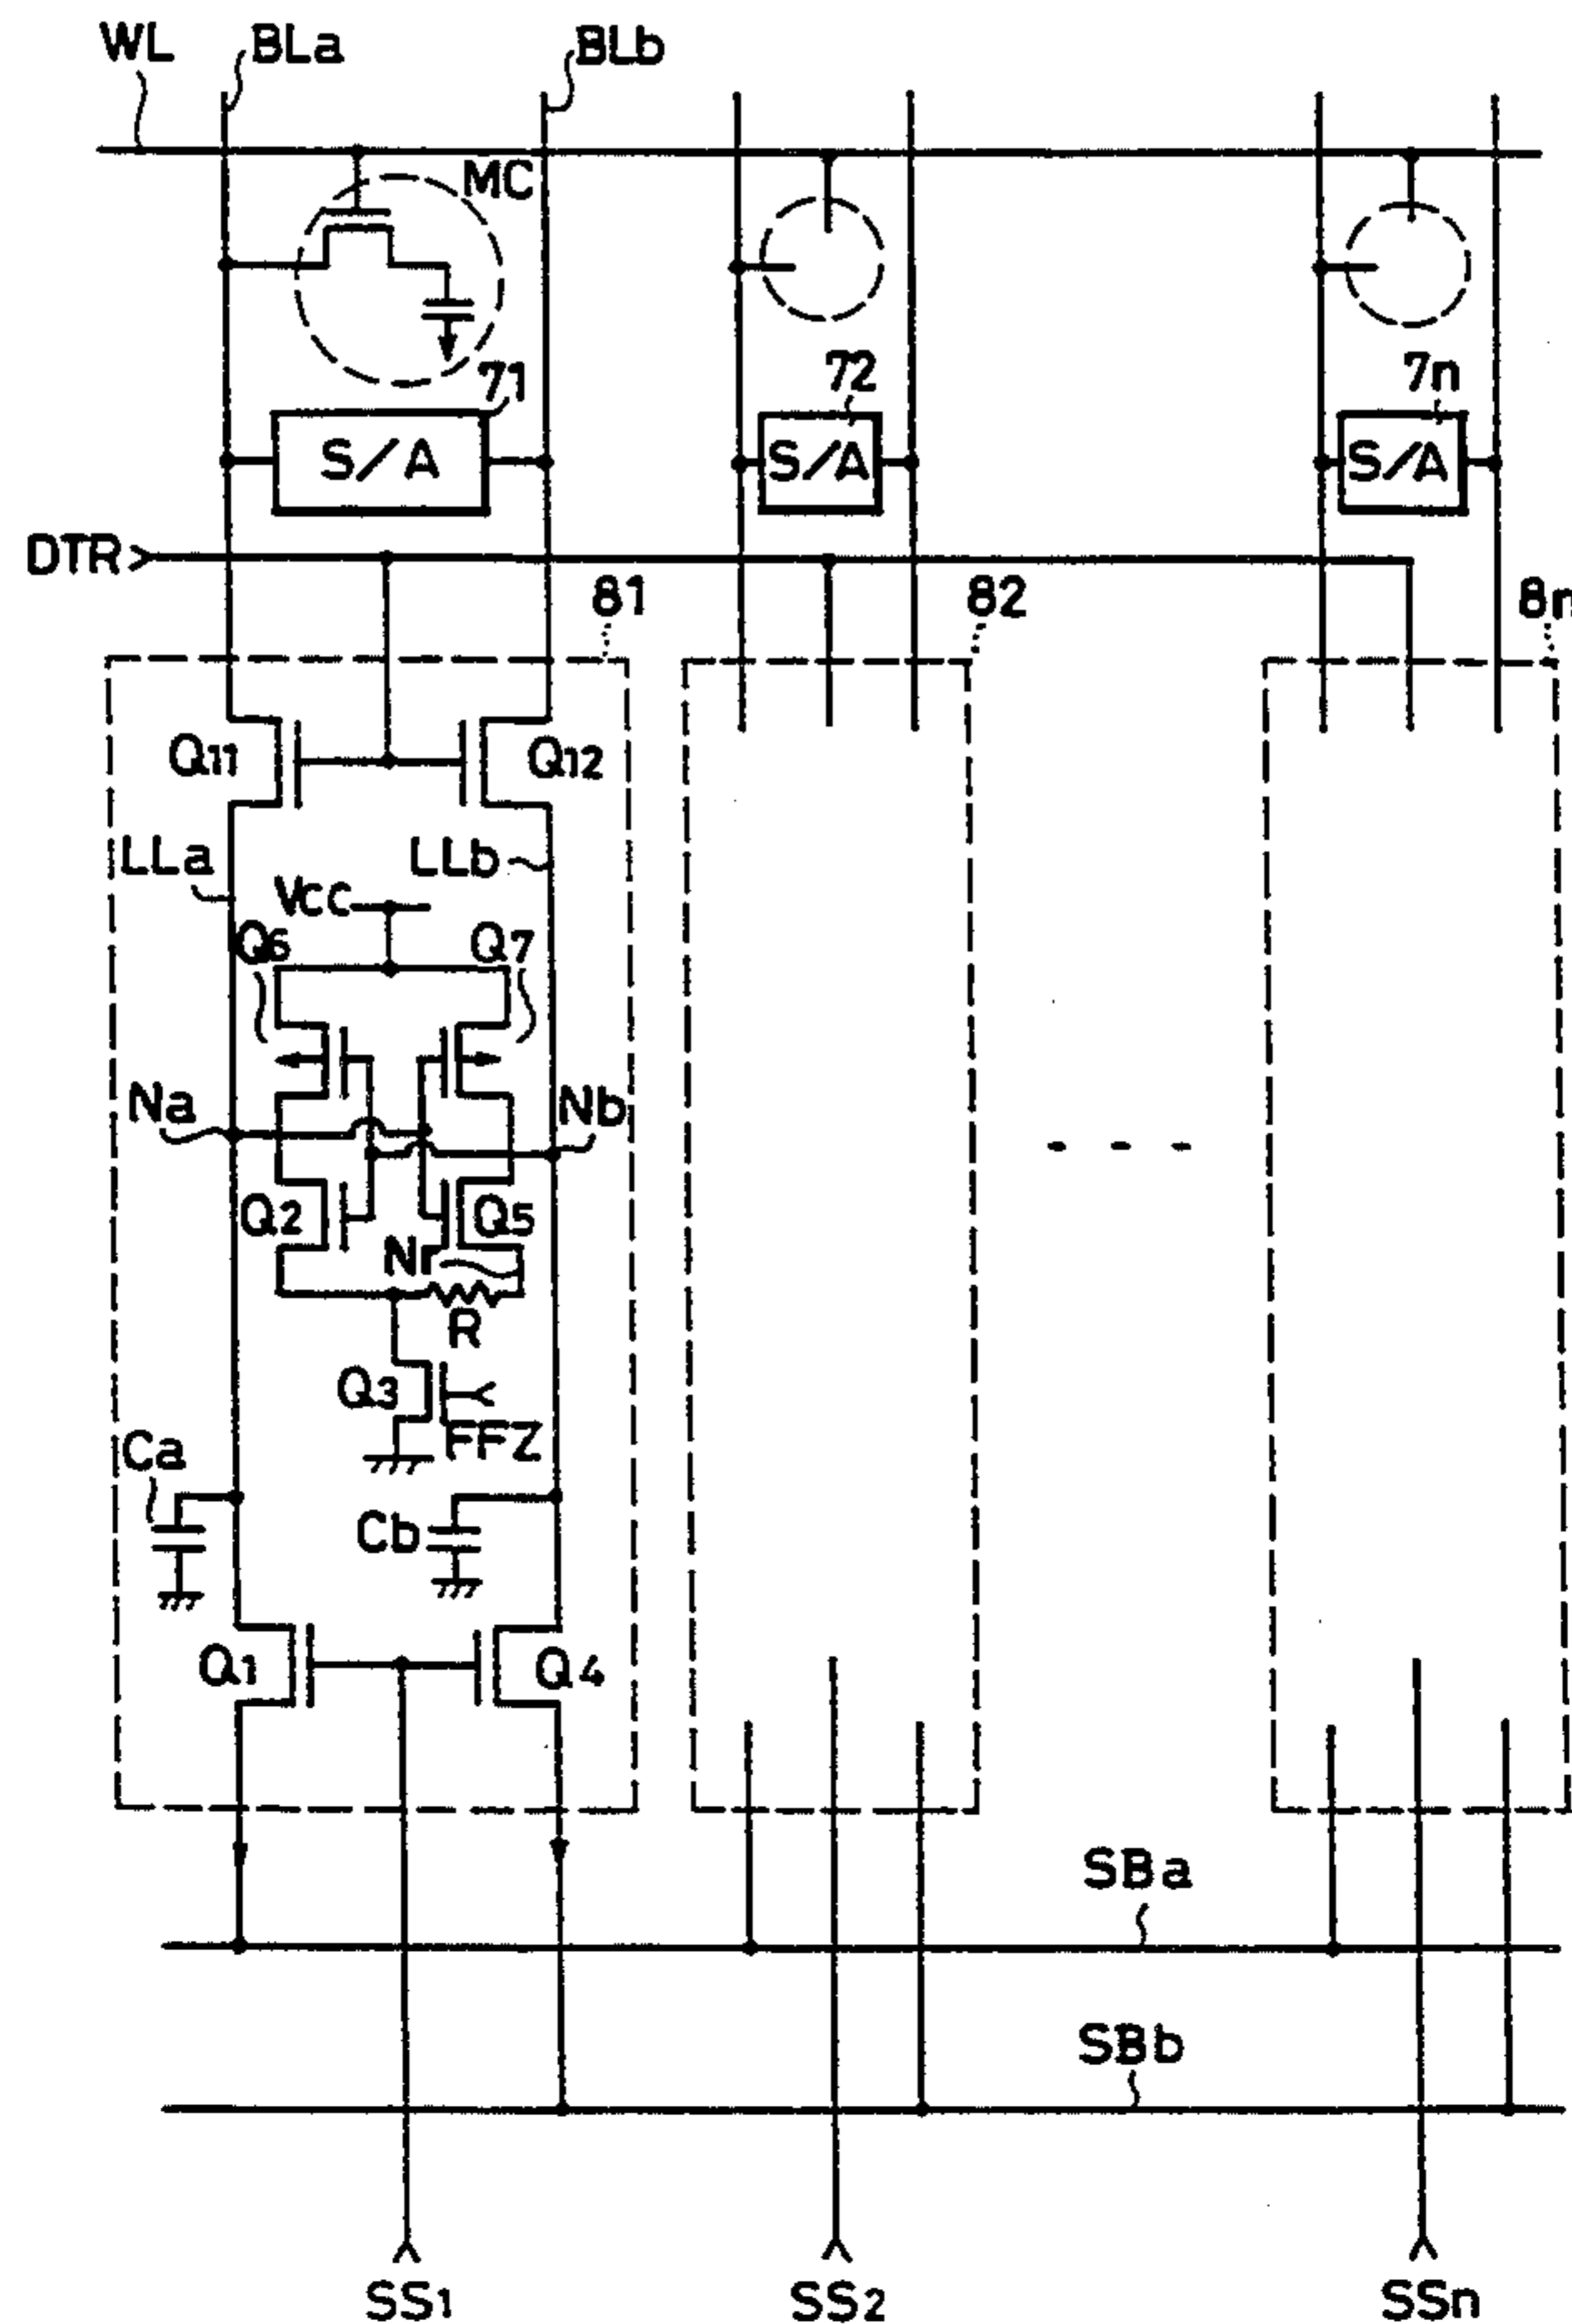 WL BLa BLb
MC
71 72 7n
S/A S/A S/A
DTR
81 82 8n
Q11 Q12
LLa LLb
Vcc
Q6 Q7
Na Nb
Q2 Q5
Nr
R
Q3
FFZ
Ca
Cb
Q1 Q4
SBa
SBb
SS1 SS2 SSn